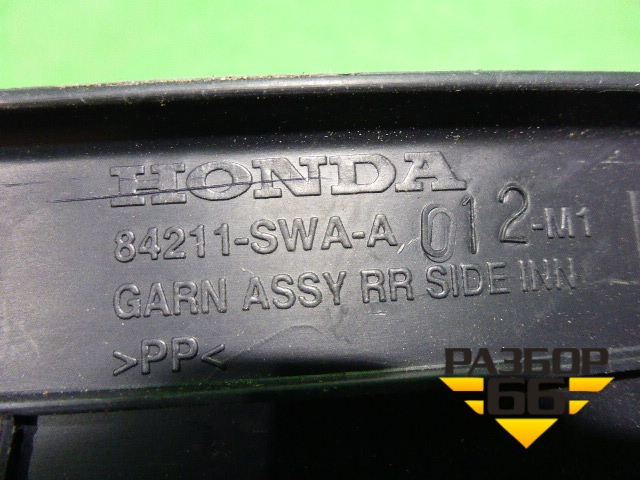 HONDA
84211-SWA-A 012-M1
GARN ASSY RR SIDE INN
>PP<
РАЗБОР
66